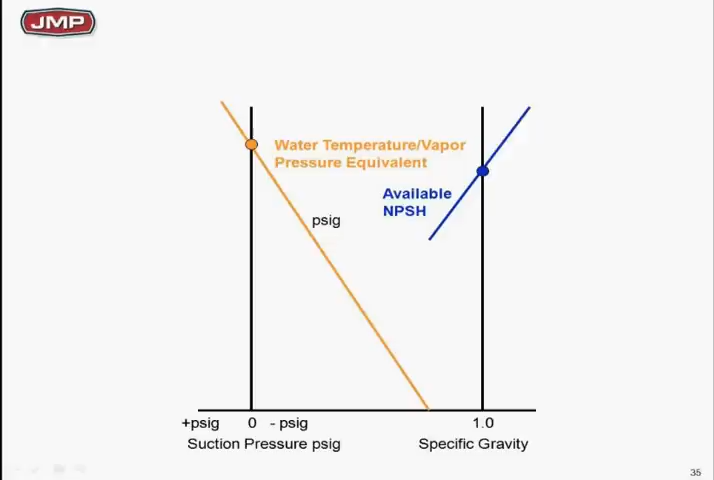 JMP
Water Temperature/Vapor
Pressure Equivalent
Available
NPSH
psig
+psig 0 - psig 1.0
Suction Pressure psig Specific Gravity
35